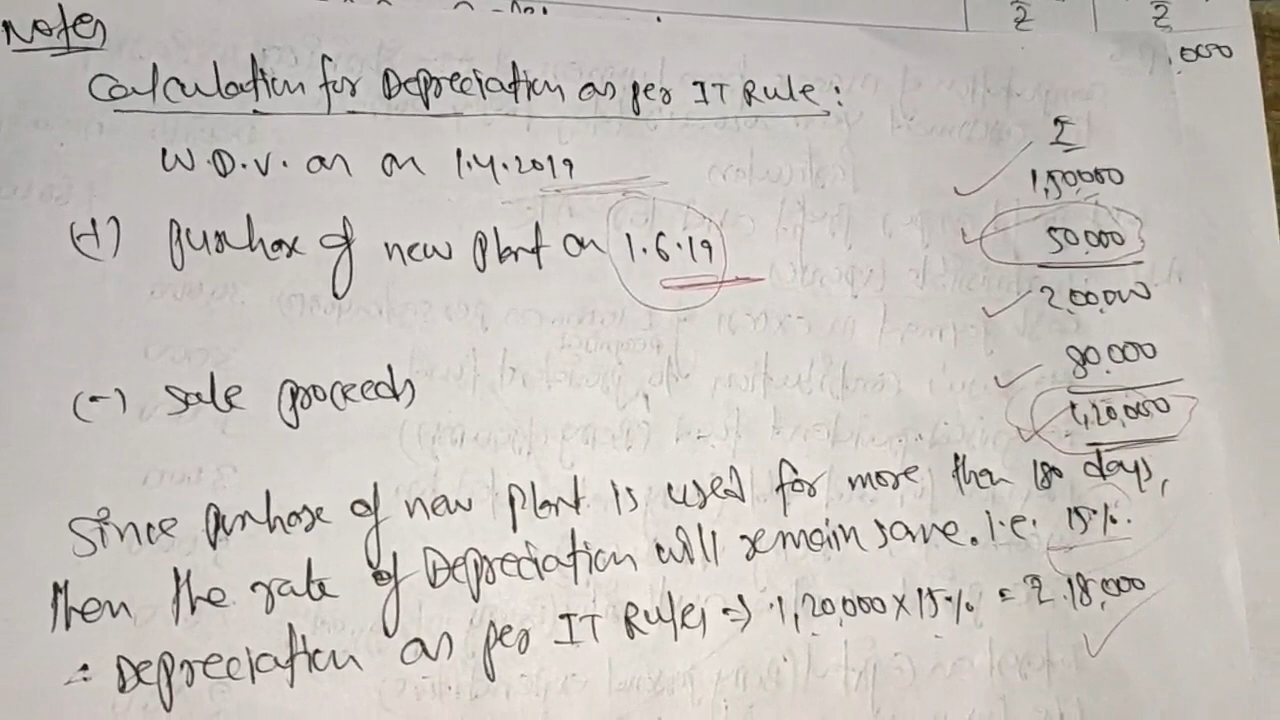 Notes
,000
Calculation for Depreciation as per IT Rule:
₹
W.D.V. as on 1.4.2019 1,50,000
(+) purchase of new plant on 1.6.19 50,000
2,00,000
(-) Sale proceeds 80,000
1,20,000
Since purchase of new plant is used for more then 180 days,
then the rate of Depreciation will remain same. i.e. 15%.
∴ Depreciation as per IT Rules ⇒ 1,20,000 x 15% = ₹.18,000